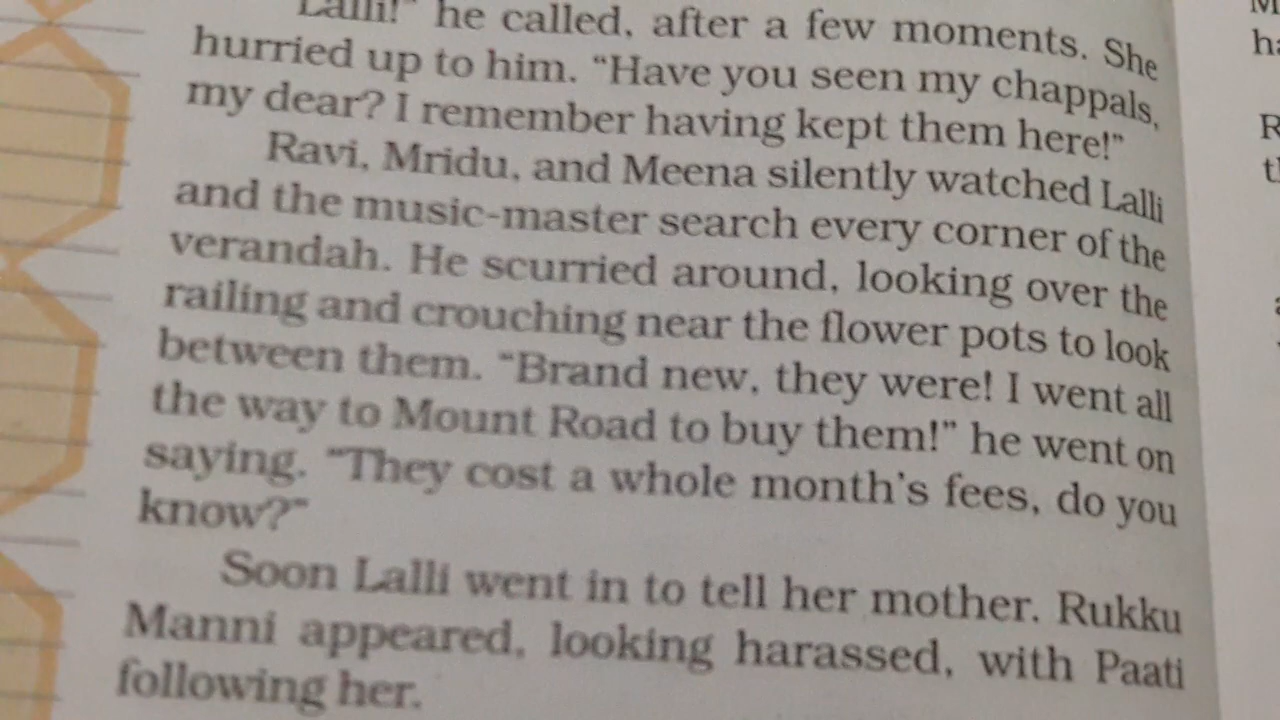 Lalli!" he called, after a few moments. She
hurried up to him. “Have you seen my chappals,
my dear? I remember having kept them here!”
Ravi, Mridu, and Meena silently watched Lalli
and the music-master search every corner of the
verandah. He scurried around, looking over the
railing and crouching near the flower pots to look
between them. “Brand new, they were! I went all
the way to Mount Road to buy them!” he went on
saying. “They cost a whole month’s fees, do you
know?”
Soon Lalli went in to tell her mother. Rukku
Manni appeared, looking harassed, with Paati
following her.